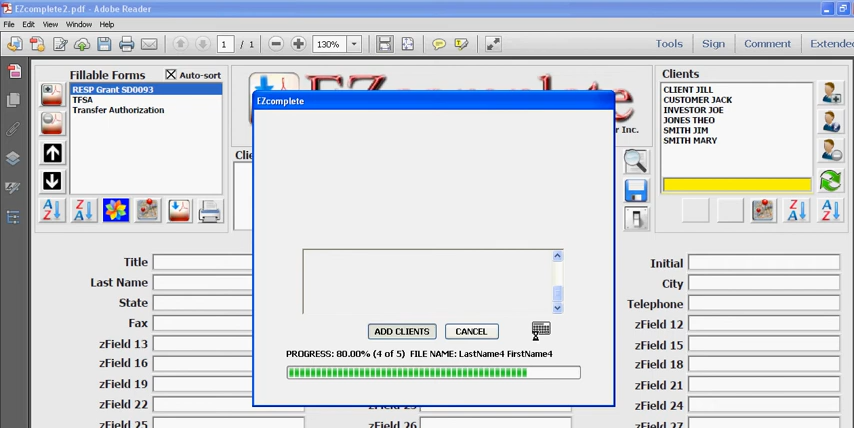 EZcomplete2.pdf - Adobe Reader
File Edit View Window Help
1 / 1 130% Tools Sign Comment Extended
Fillable Forms Auto-sort
RESP Grant SD0093
TFSA
Transfer Authorization
EZcomplete
Inc.
Clients
CLIENT JILL
CUSTOMER JACK
INVESTOR JOE
JONES THEO
SMITH JIM
SMITH MARY
EZcomplete
ADD CLIENTS CANCEL
PROGRESS: 80.00% (4 of 5) FILE NAME: LastName4 FirstName4
Title Initial
Last Name City
State Telephone
Fax zField 12
zField 13 zField 15
zField 16 zField 18
zField 19 zField 21
zField 22 zField 24
zField 25 zField 27